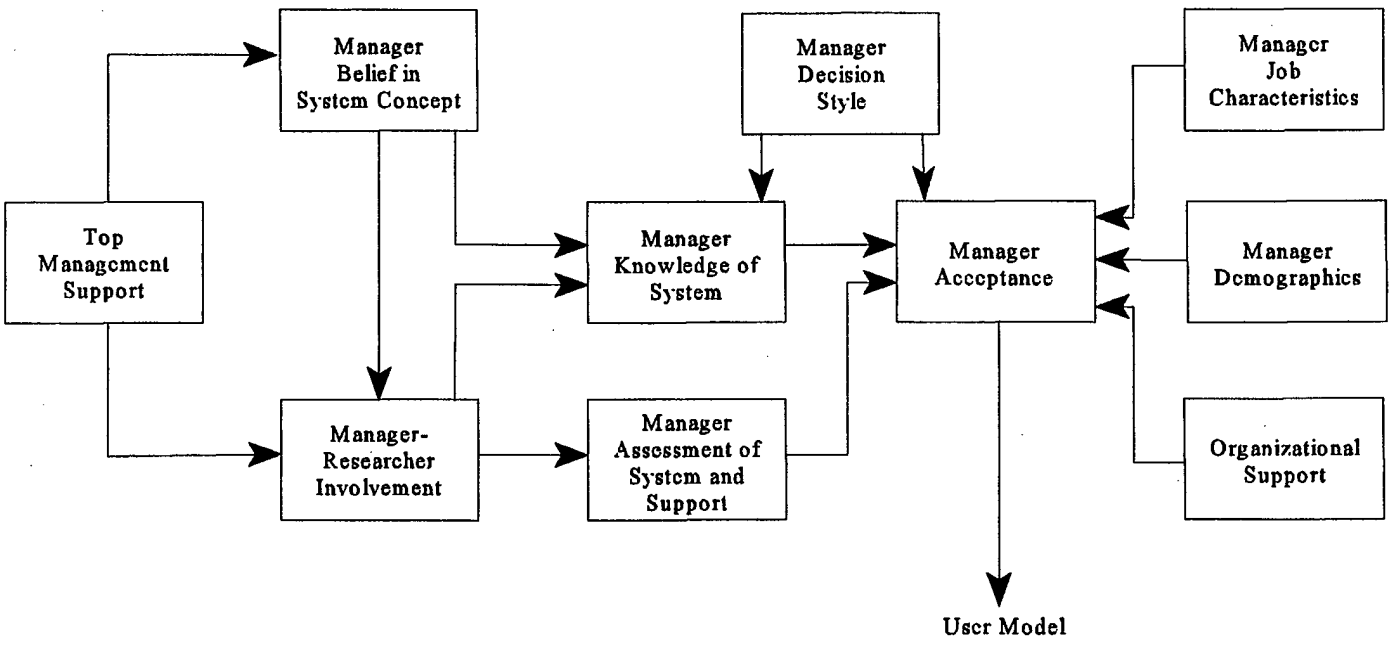 Manager
Belief in
System Concept
Manager
Decision
Style
Manager
Job
Characteristics
Top
Management
Support
Manager
Knowledge of
System
Manager
Acceptance
Manager
Demographics
Manager-
Researcher
Involvement
Manager
Assessment of
System and
Support
Organizational
Support
User Model